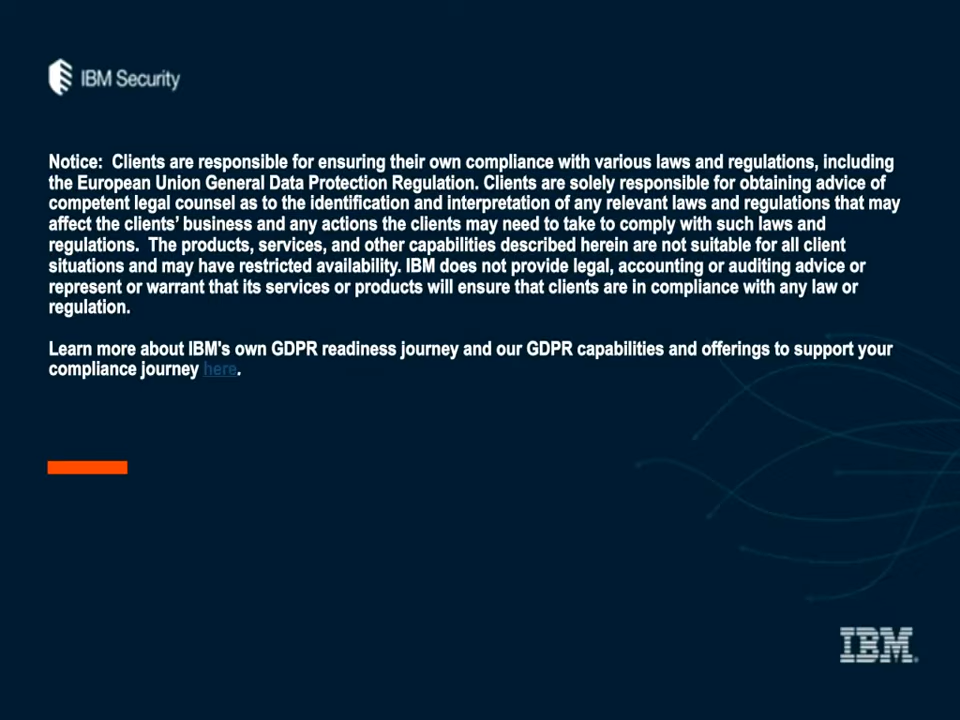 IBM Security
Notice:  Clients are responsible for ensuring their own compliance with various laws and regulations, including
the European Union General Data Protection Regulation. Clients are solely responsible for obtaining advice of
competent legal counsel as to the identification and interpretation of any relevant laws and regulations that may
affect the clients’ business and any actions the clients may need to take to comply with such laws and
regulations.  The products, services, and other capabilities described herein are not suitable for all client
situations and may have restricted availability. IBM does not provide legal, accounting or auditing advice or
represent or warrant that its services or products will ensure that clients are in compliance with any law or
regulation.
Learn more about IBM's own GDPR readiness journey and our GDPR capabilities and offerings to support your
compliance journey here.
IBM®